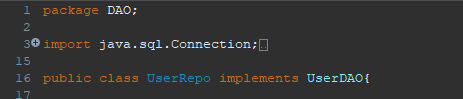 1 package DAO;
2
3 import java.sql.Connection;
15
16 public class UserRepo implements UserDAO{
17